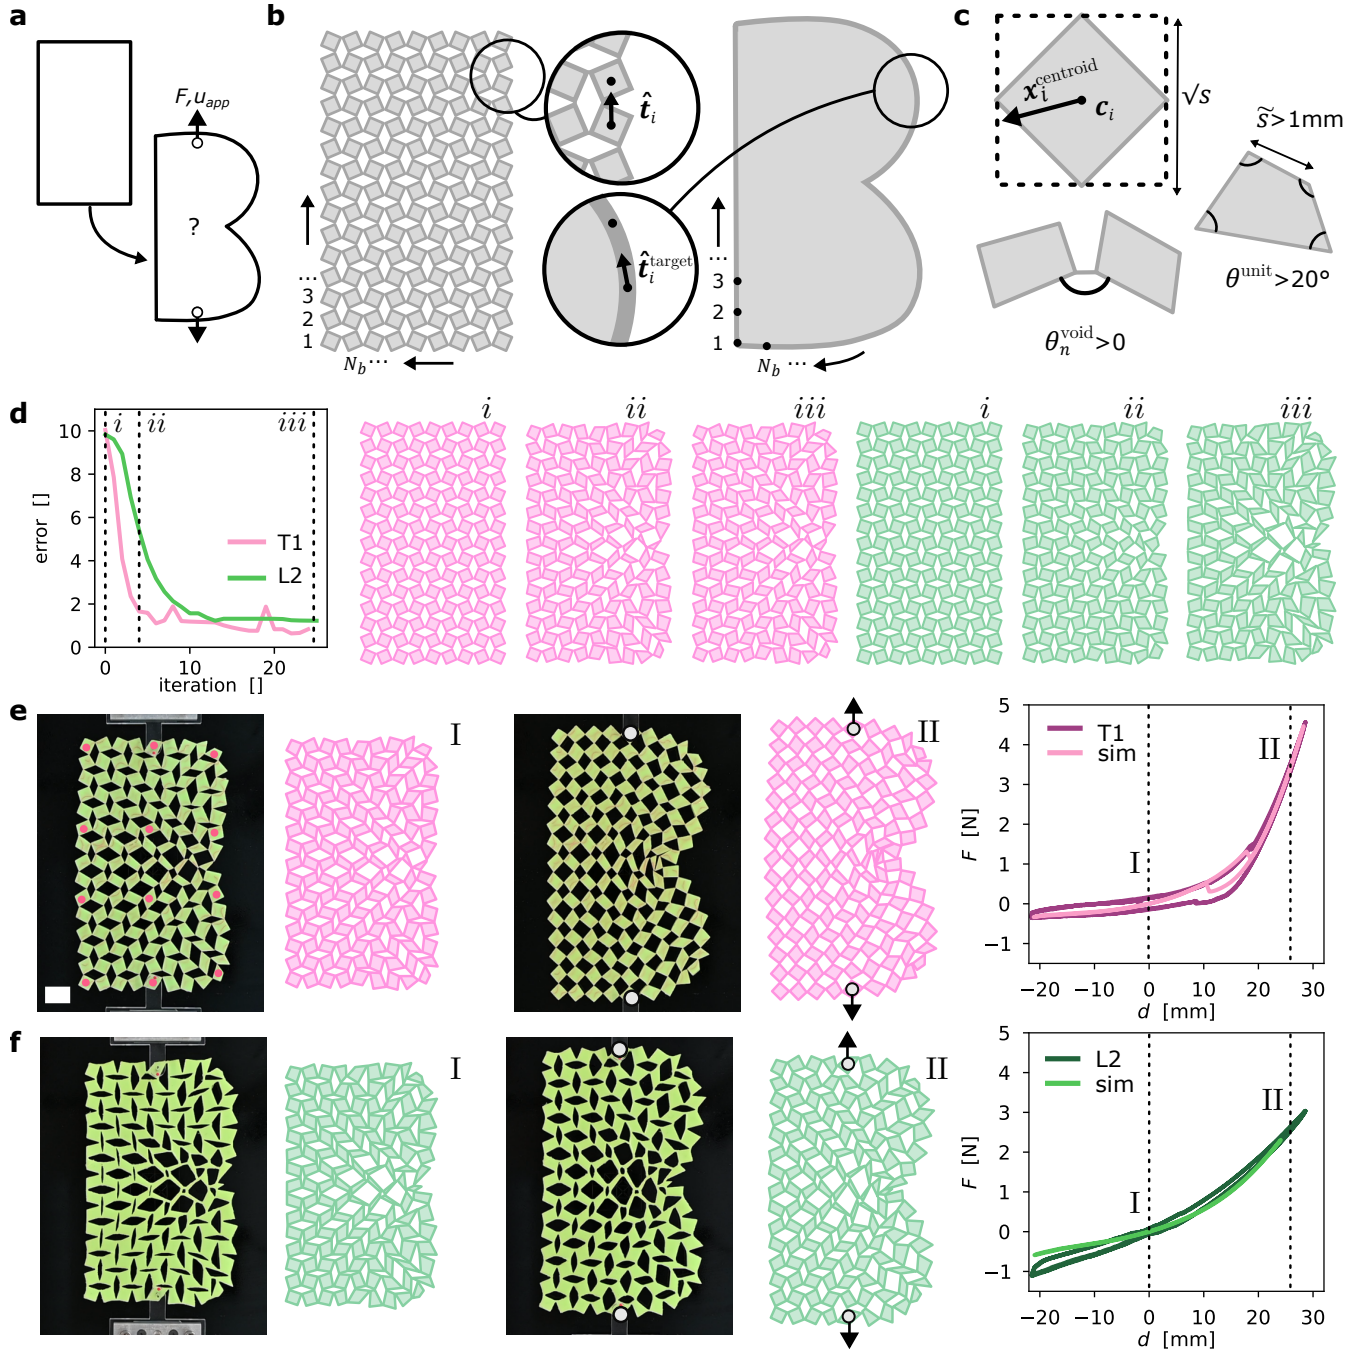 a
F,u_app
?
b
t̂_i
t̂_i^target
...
3
2
1
N_b ...
...
3
2
1
N_b ...
c
x_i^centroid
c_i
√s
s̃>1mm
θ^unit>20°
θ_n^void>0
d
error []
10
8
6
4
2
0
i
ii
iii
T1
L2
0
10
20
iteration []
i
ii
iii
i
ii
iii
e
I
II
F [N]
5
4
3
2
1
0
−1
T1
sim
I
II
−20
−10
0
10
20
30
d [mm]
f
I
II
F [N]
5
4
3
2
1
0
−1
L2
sim
I
II
−20
−10
0
10
20
30
d [mm]